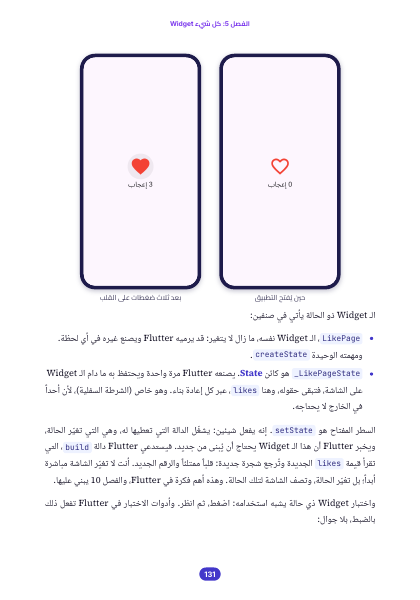 الفصل 5: كل شيء Widget
0 إعجاب
3 إعجاب
حين يُفتح التطبيق
بعد ثلاث ضغطات على القلب
الـ Widget ذو الحالة يأتي في صنفين:
• LikePage، الـ Widget نفسه، ما زال لا يتغير: قد يرميه Flutter ويصنع غيره في أي لحظة.
ومهمته الوحيدة createState .
• _LikePageState هو كائن State. يصنعه Flutter مرة واحدة ويحتفظ به ما دام الـ Widget
على الشاشة، فتبقى حقوله، وهنا likes، عبر كل إعادة بناء. وهو خاص (الشرطة السفلية)، لأن أحداً
في الخارج لا يحتاجه.
السطر المفتاح هو setState . إنه يفعل شيئين: يشغّل الدالة التي تعطيها له، وهي التي تغيّر الحالة،
ويخبر Flutter أن هذا الـ Widget يحتاج أن يُبنى من جديد. فيستدعي Flutter دالة build، التي
تقرأ قيمة likes الجديدة وتُرجع شجرة جديدة: قلباً ممتلئاً والرقم الجديد. أنت لا تغيّر الشاشة مباشرة
أبداً؛ بل تغيّر الحالة، وتصف الشاشة لتلك الحالة. وهذه أهم فكرة في Flutter، والفصل 10 يبني عليها.
واختبار Widget ذي حالة يشبه استخدامه: اضغط، ثم انظر. وأدوات الاختبار في Flutter تفعل ذلك
بالضبط، بلا جوال:
131